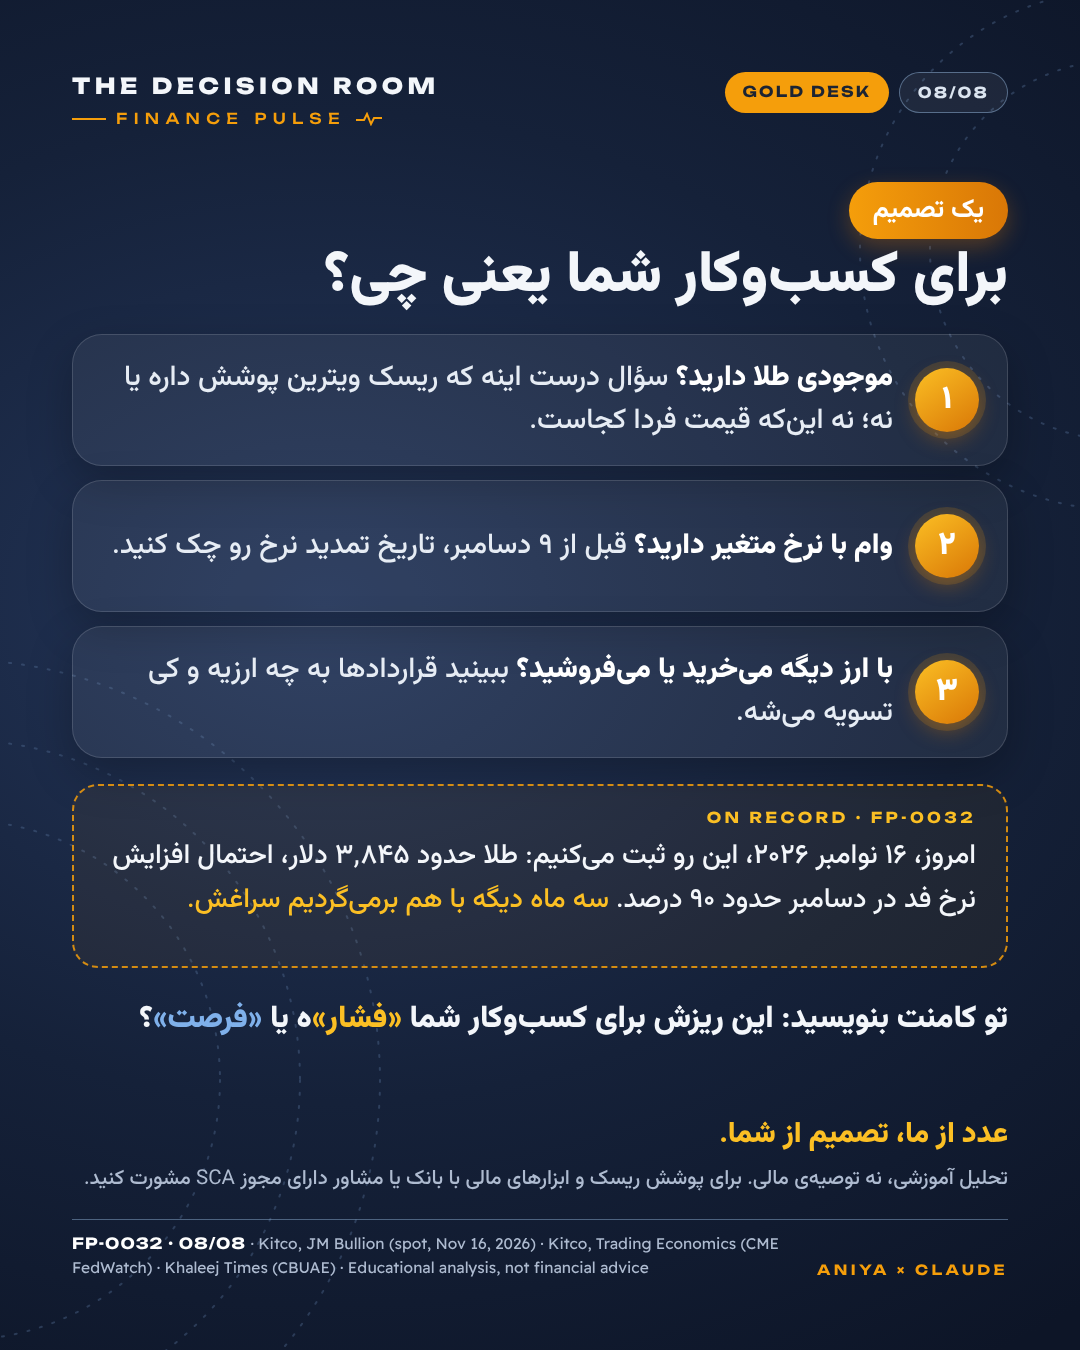 THE DECISION ROOM
FINANCE PULSE
GOLD DESK
08/08
یک تصمیم
برای کسب‌وکار شما یعنی چی؟
۱
موجودی طلا دارید؟ سؤال درست اینه که ریسک ویترین پوشش داره یا
نه؛ نه این‌که قیمت فردا کجاست.
۲
وام با نرخ متغیر دارید؟ قبل از ۹ دسامبر، تاریخ تمدید نرخ رو چک کنید.
۳
با ارز دیگه می‌خرید یا می‌فروشید؟ ببینید قراردادها به چه ارزیه و کی
تسویه می‌شه.
ON RECORD · FP-0032
امروز، ۱۶ نوامبر ۲۰۲۶، این رو ثبت می‌کنیم: طلا حدود ۳,۸۴۵ دلار، احتمال افزایش
نرخ فد در دسامبر حدود ۹۰ درصد. سه ماه دیگه با هم برمی‌گردیم سراغش.
تو کامنت بنویسید: این ریزش برای کسب‌وکار شما «فشار»ه یا «فرصت»؟
عدد از ما، تصمیم از شما.
تحلیل آموزشی، نه توصیه‌ی مالی. برای پوشش ریسک و ابزارهای مالی با بانک یا مشاور دارای مجوز SCA مشورت کنید.
FP-0032 · 08/08 · Kitco, JM Bullion (spot, Nov 16, 2026) · Kitco, Trading Economics (CME
FedWatch) · Khaleej Times (CBUAE) · Educational analysis, not financial advice
ANIYA × CLAUDE